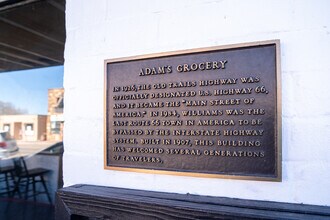 ADAM'S GROCERY
IN 1926, THE OLD TRAILS HIGHWAY WAS
OFFICIALLY DESIGNATED U.S. HIGHWAY 66,
AND IT BECAME THE "MAIN STREET OF
AMERICA." IN 1984, WILLIAMS WAS THE
LAST ROUTE 66 TOWN IN AMERICA TO BE
BYPASSED BY THE INTERSTATE HIGHWAY
SYSTEM. BUILT IN 1907, THIS BUILDING
HAS WELCOMED SEVERAL GENERATIONS
OF TRAVELERS.